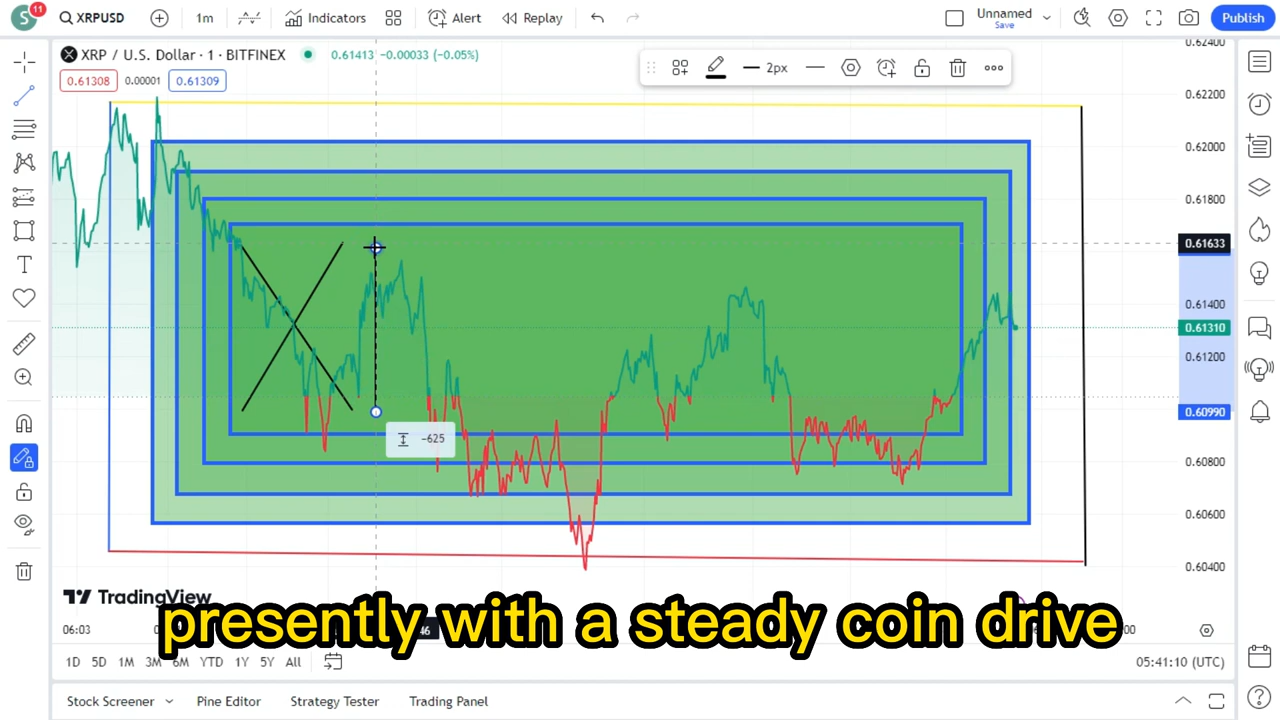 S 11 XRPUSD 1m Indicators Alert Replay Unnamed Save Publish
XRP / U.S. Dollar · 1 · BITFINEX 0.61413 −0.00033 (−0.05%)
0.61308 0.00001 0.61309
2px
0.62400
0.62200
0.62000
0.61800
0.61633
0.61400
0.61310
0.61200
0.60990
0.60800
0.60600
0.60400
-625
TradingView
presently with a steady coin drive
06:03 46
1D 5D 1M 3M 6M YTD 1Y 5Y All 05:41:10 (UTC)
Stock Screener Pine Editor Strategy Tester Trading Panel